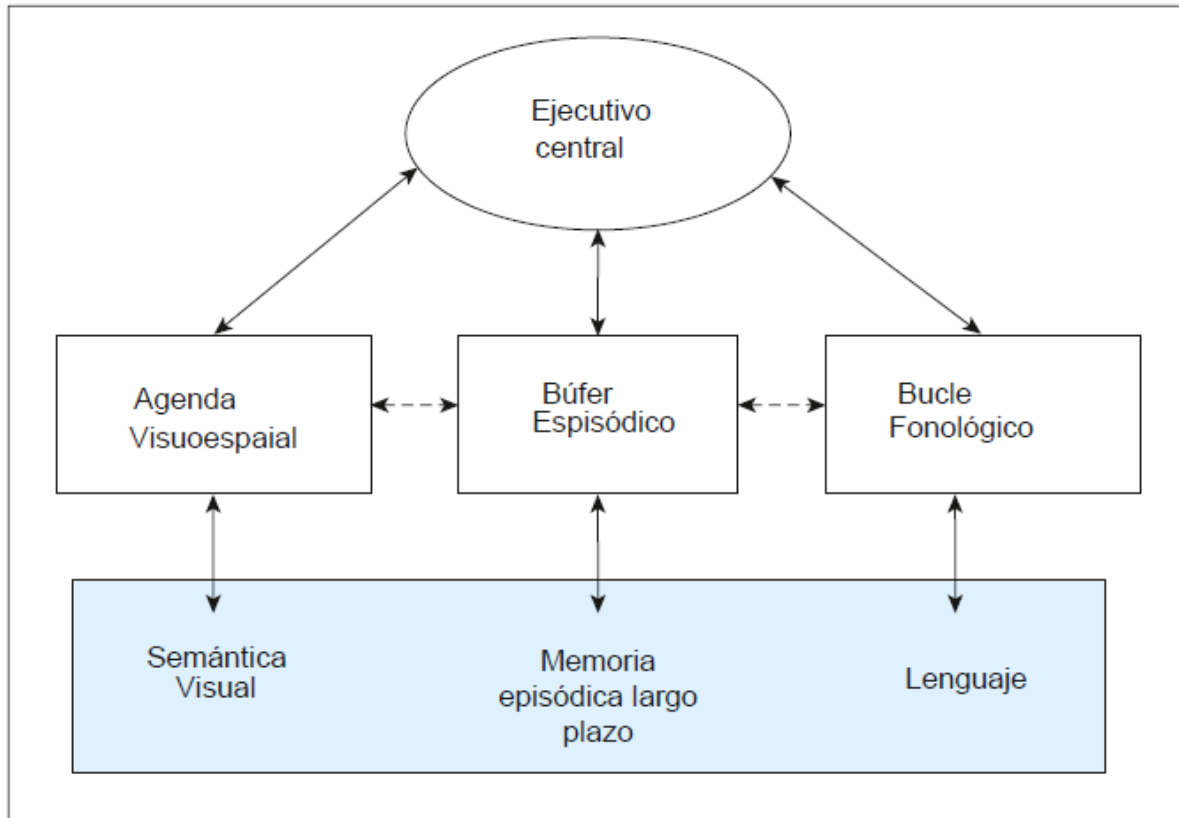 Ejecutivo
central
Agenda
Visuoespaial
Búfer
Espisódico
Bucle
Fonológico
Semántica
Visual
Memoria
episódica largo
plazo
Lenguaje